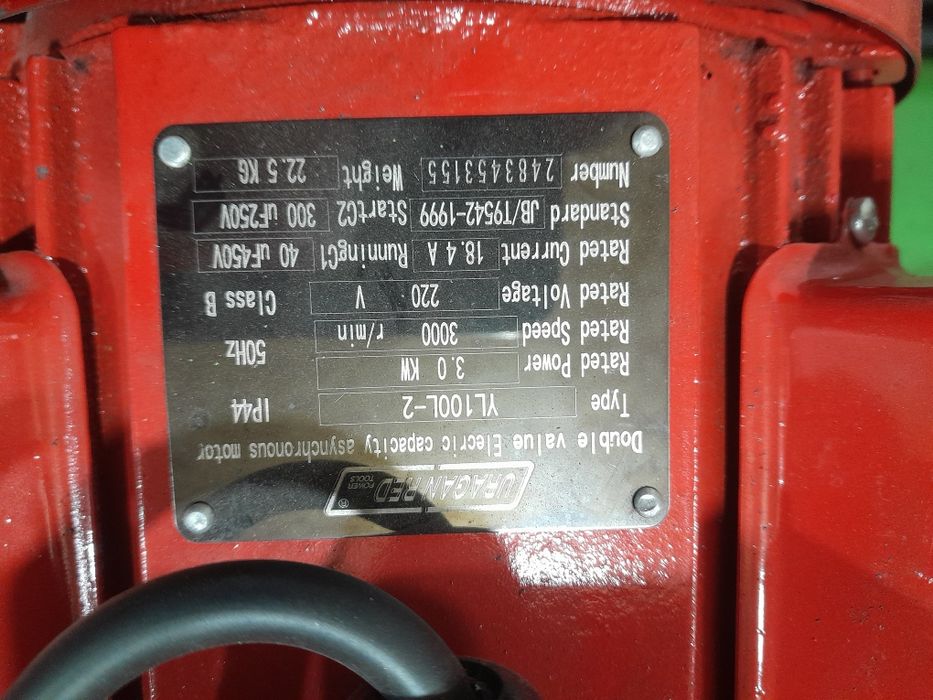 URAGAN RED ®
POWER TOOLS
Double value Elecric capacity asynchronous motor
Type YL100L-2 IP44
Rated Power 3.0 KW
50Hz
Rated Speed 3000 r/min
Rated Voltage 220 V Class B
Rated Current 18.4 A RunningC1 40 uF450V
Standard JB/T9542-1999 StartC2 300 uF250V
Number 2483453155 Weight 22.5 KG